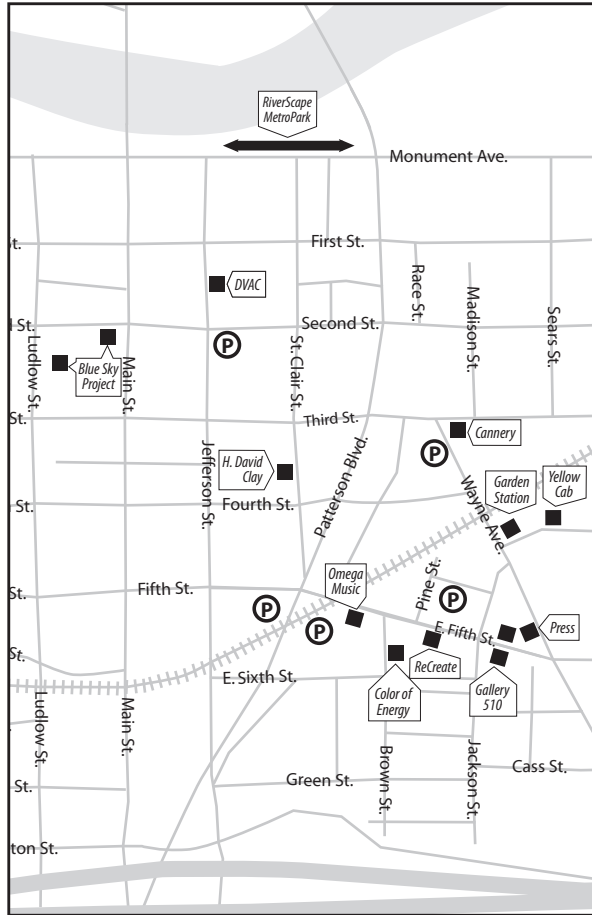 RiverScape
MetroPark
Monument Ave.
St.
First St.
DVAC
Race St.
Madison St.
Sears St.
d St.
Second St.
P
Ludlow St.
Blue Sky
Project
Main St.
St. Clair St.
St.
Third St.
Cannery
P
Jefferson St.
H. David
Clay
Patterson Blvd.
Wayne Ave.
Garden
Station
Yellow
Cab
St.
Fourth St.
St.
Fifth St.
Omega
Music
Pine St.
P
P
P
E. Fifth St.
Press
St.
E. Sixth St.
ReCreate
Color of
Energy
Gallery
510
Ludlow St.
Main St.
Brown St.
Jackson St.
Cass St.
St.
Green St.
ton St.